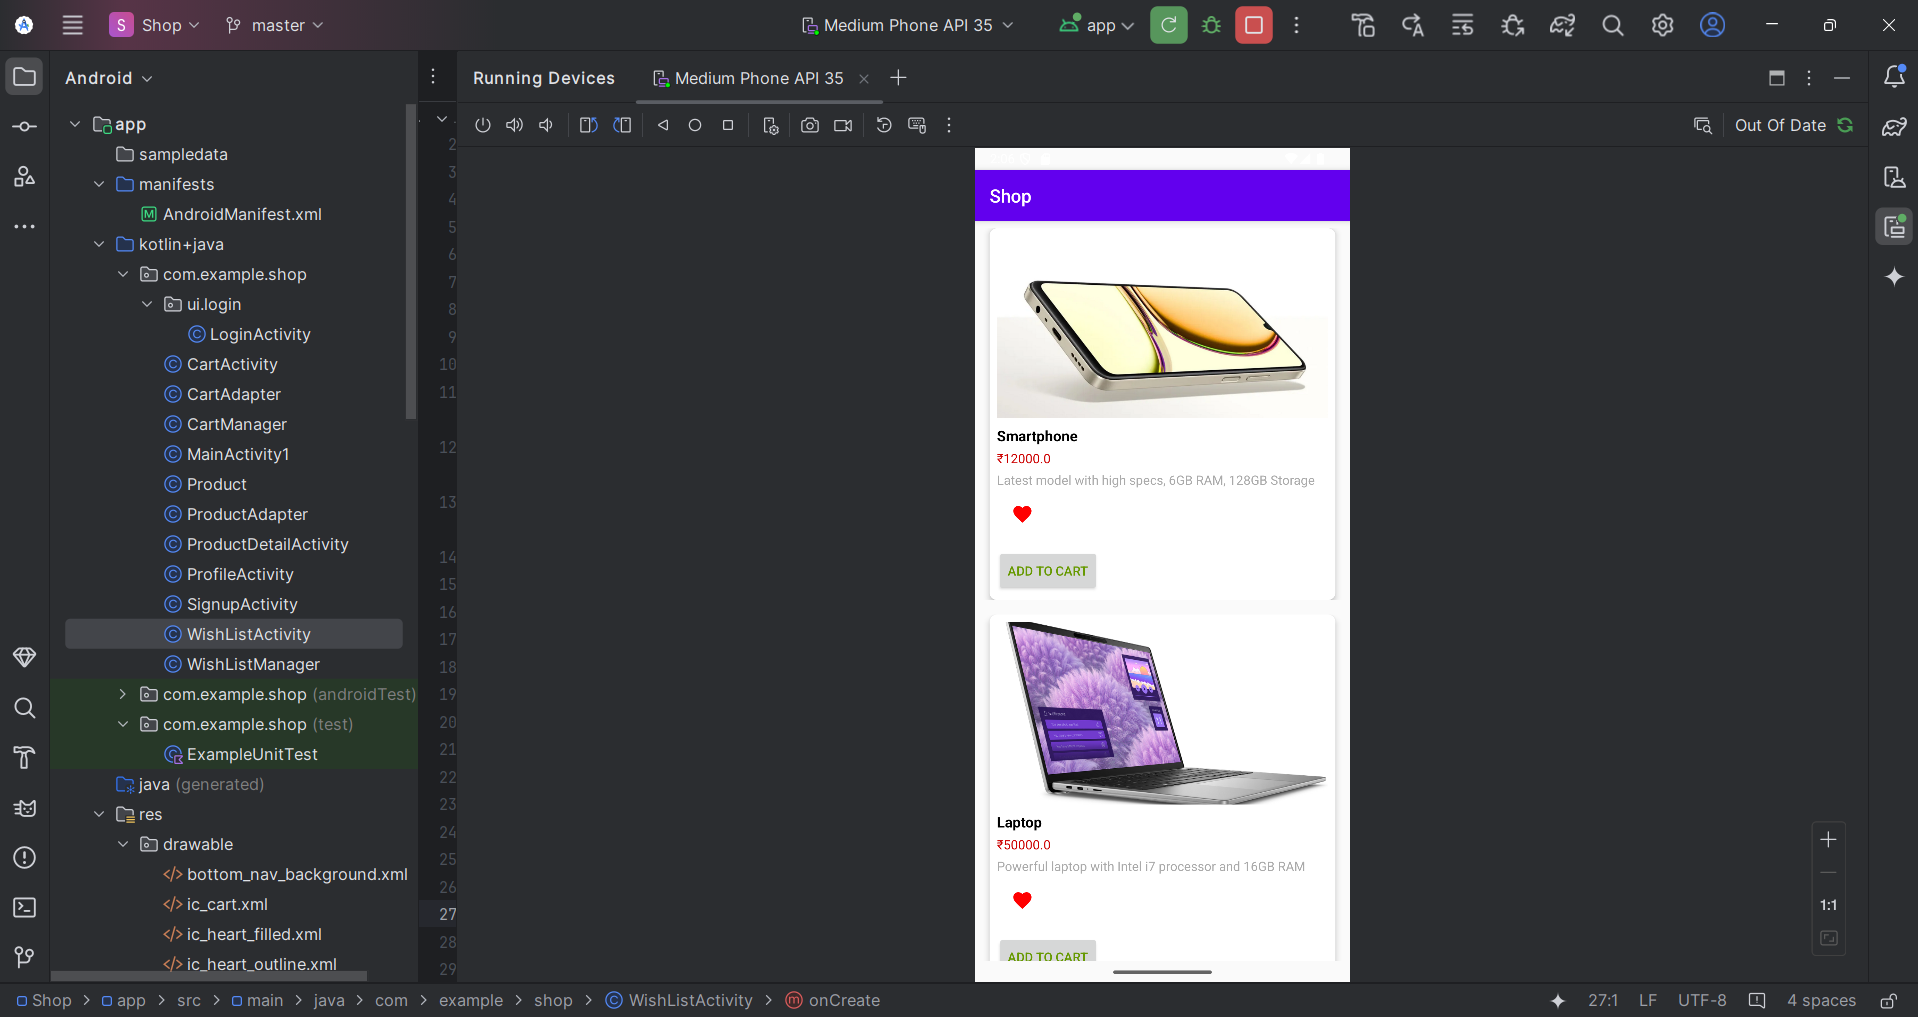 S Shop master Medium Phone API 35 app
Android Running Devices Medium Phone API 35
Out Of Date
app
sampledata
manifests
M AndroidManifest.xml
kotlin+java
com.example.shop
ui.login
C LoginActivity
C CartActivity
C CartAdapter
C CartManager
C MainActivity1
C Product
C ProductAdapter
C ProductDetailActivity
C ProfileActivity
C SignupActivity
C WishListActivity
C WishListManager
com.example.shop (androidTest)
com.example.shop (test)
ExampleUnitTest
java (generated)
res
drawable
</> bottom_nav_background.xml
</> ic_cart.xml
</> ic_heart_filled.xml
</> ic_heart_outline.xml
2
3
4
5
6
7
8
9
10
11
12
13
14
15
16
17
18
19
20
21
22
23
24
25
26
27
28
29
Shop
Smartphone
₹12000.0
Latest model with high specs, 6GB RAM, 128GB Storage
ADD TO CART
Laptop
₹50000.0
Powerful laptop with Intel i7 processor and 16GB RAM
ADD TO CART
1:1
Shop > app > src > main > java > com > example > shop > C WishListActivity > m onCreate 27:1 LF UTF-8 4 spaces